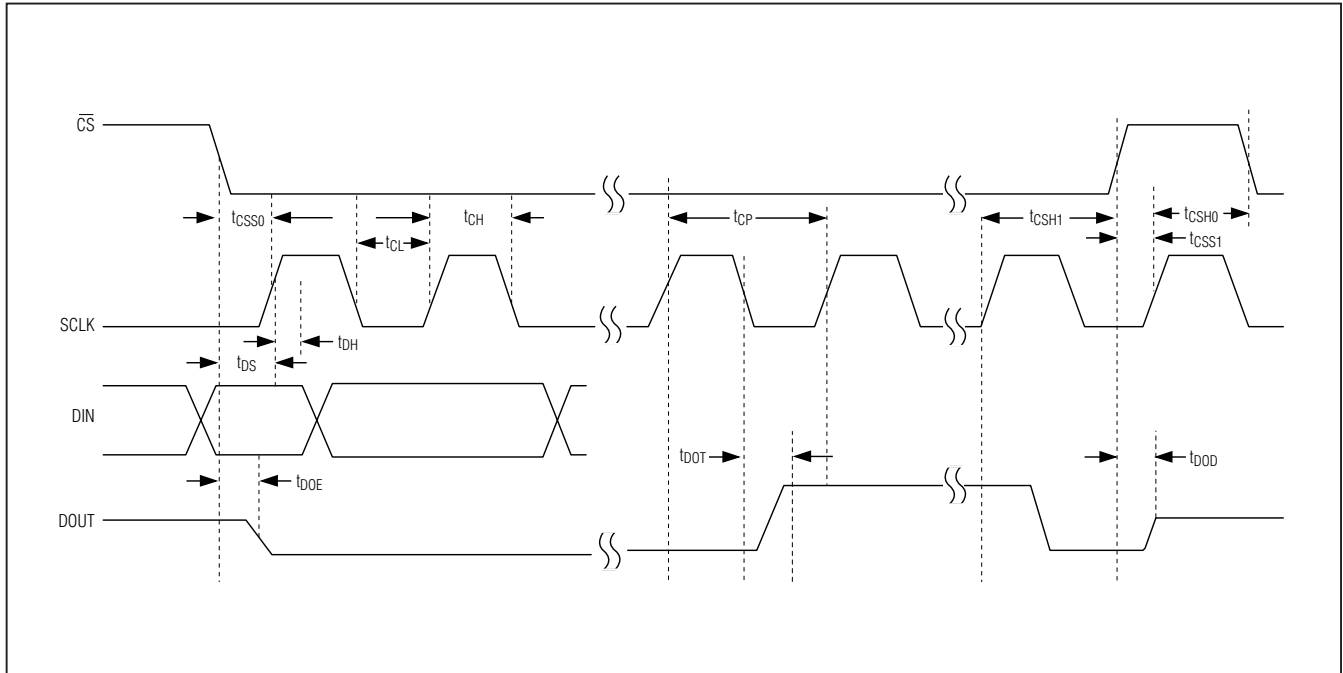 CS
tCSS0
tCH
tCP
tCSH1
tCSH0
tCL
tCSS1
SCLK
tDH
tDS
DIN
tDOT
tDOD
tDOE
DOUT